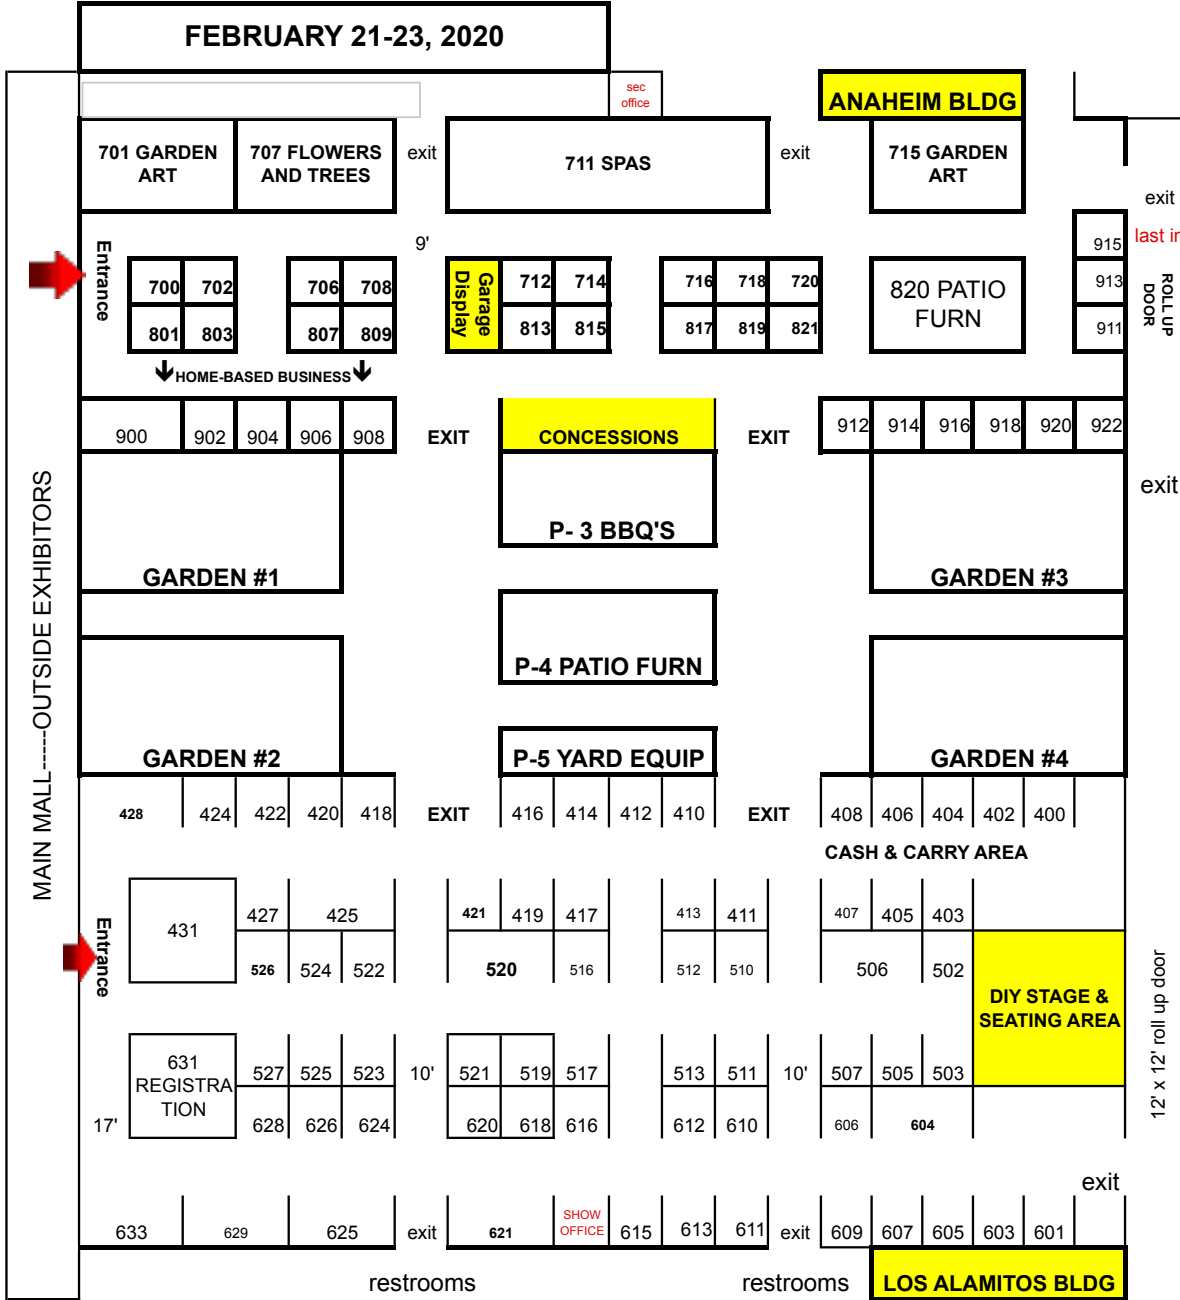 FEBRUARY 21-23, 2020
sec
office
ANAHEIM BLDG
701 GARDEN
ART
707 FLOWERS
AND TREES
exit
711 SPAS
exit
715 GARDEN
ART
exit
last in
915
9'
Entrance
700 702
706 708
Garage
Display
712 714
716 718 720
820 PATIO
FURN
913
ROLL UP
DOOR
801 803
807 809
813 815
817 819 821
911
HOME-BASED BUSINESS
900 902 904 906 908
EXIT
CONCESSIONS
EXIT
912 914 916 918 920 922
exit
MAIN MALL-----OUTSIDE EXHIBITORS
P- 3 BBQ'S
GARDEN #1
GARDEN #3
P-4 PATIO FURN
GARDEN #2
P-5 YARD EQUIP
GARDEN #4
428 424 422 420 418
EXIT
416 414 412 410
EXIT
408 406 404 402 400
CASH & CARRY AREA
Entrance
431
427 425
421 419 417
413 411
407 405 403
526 524 522
520 516
512 510
506 502
DIY STAGE &
SEATING AREA
12' x 12' roll up door
631
REGISTRA
TION
527 525 523
10'
521 519 517
513 511
10'
507 505 503
17'
628 626 624
620 618 616
612 610
606 604
exit
633 629 625
exit
621
SHOW
OFFICE
615 613 611
exit
609 607 605 603 601
restrooms
restrooms
LOS ALAMITOS BLDG